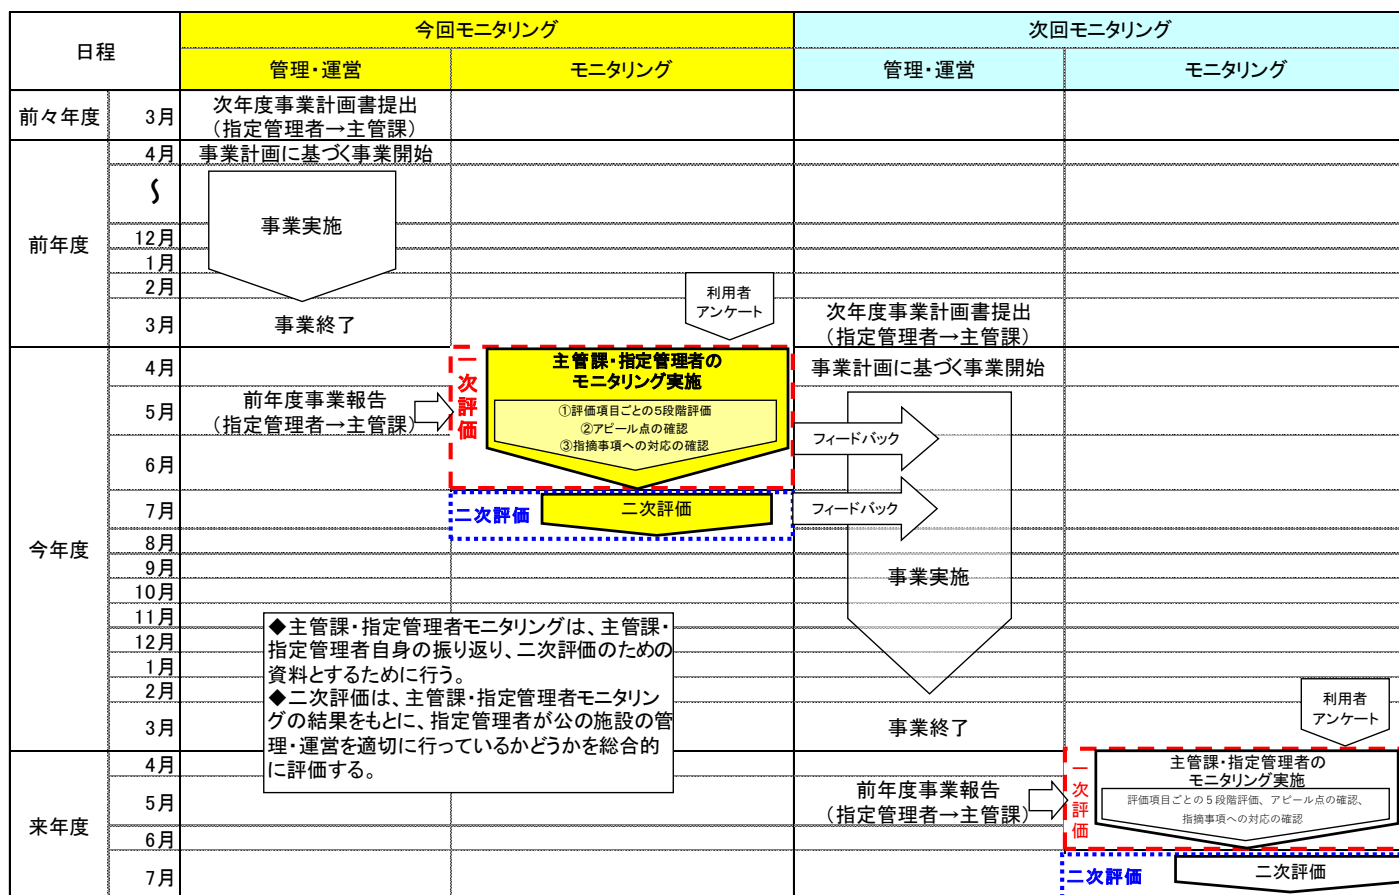 日程
今回モニタリング
次回モニタリング
管理・運営
モニタリング
管理・運営
モニタリング
前々年度
3月
次年度事業計画書提出
（指定管理者→主管課）
前年度
4月
事業計画に基づく事業開始
〜
事業実施
12月
1月
2月
利用者
アンケート
3月
事業終了
次年度事業計画書提出
（指定管理者→主管課）
今年度
4月
一次評価
主管課・指定管理者の
モニタリング実施
事業計画に基づく事業開始
5月
前年度事業報告
（指定管理者→主管課）
①評価項目ごとの５段階評価
②アピール点の確認
③指摘事項への対応の確認
フィードバック
6月
7月
二次評価
二次評価
フィードバック
8月
9月
事業実施
10月
11月
12月
1月
2月
3月
◆主管課・指定管理者モニタリングは、主管課・
指定管理者自身の振り返り、二次評価のための
資料とするために行う。
◆二次評価は、主管課・指定管理者モニタリン
グの結果をもとに、指定管理者が公の施設の管
理・運営を適切に行っているかどうかを総合的
に評価する。
事業終了
利用者
アンケート
来年度
4月
一次評価
主管課・指定管理者の
モニタリング実施
5月
前年度事業報告
（指定管理者→主管課）
評価項目ごとの５段階評価、アピール点の確認、
指摘事項への対応の確認
6月
7月
二次評価
二次評価